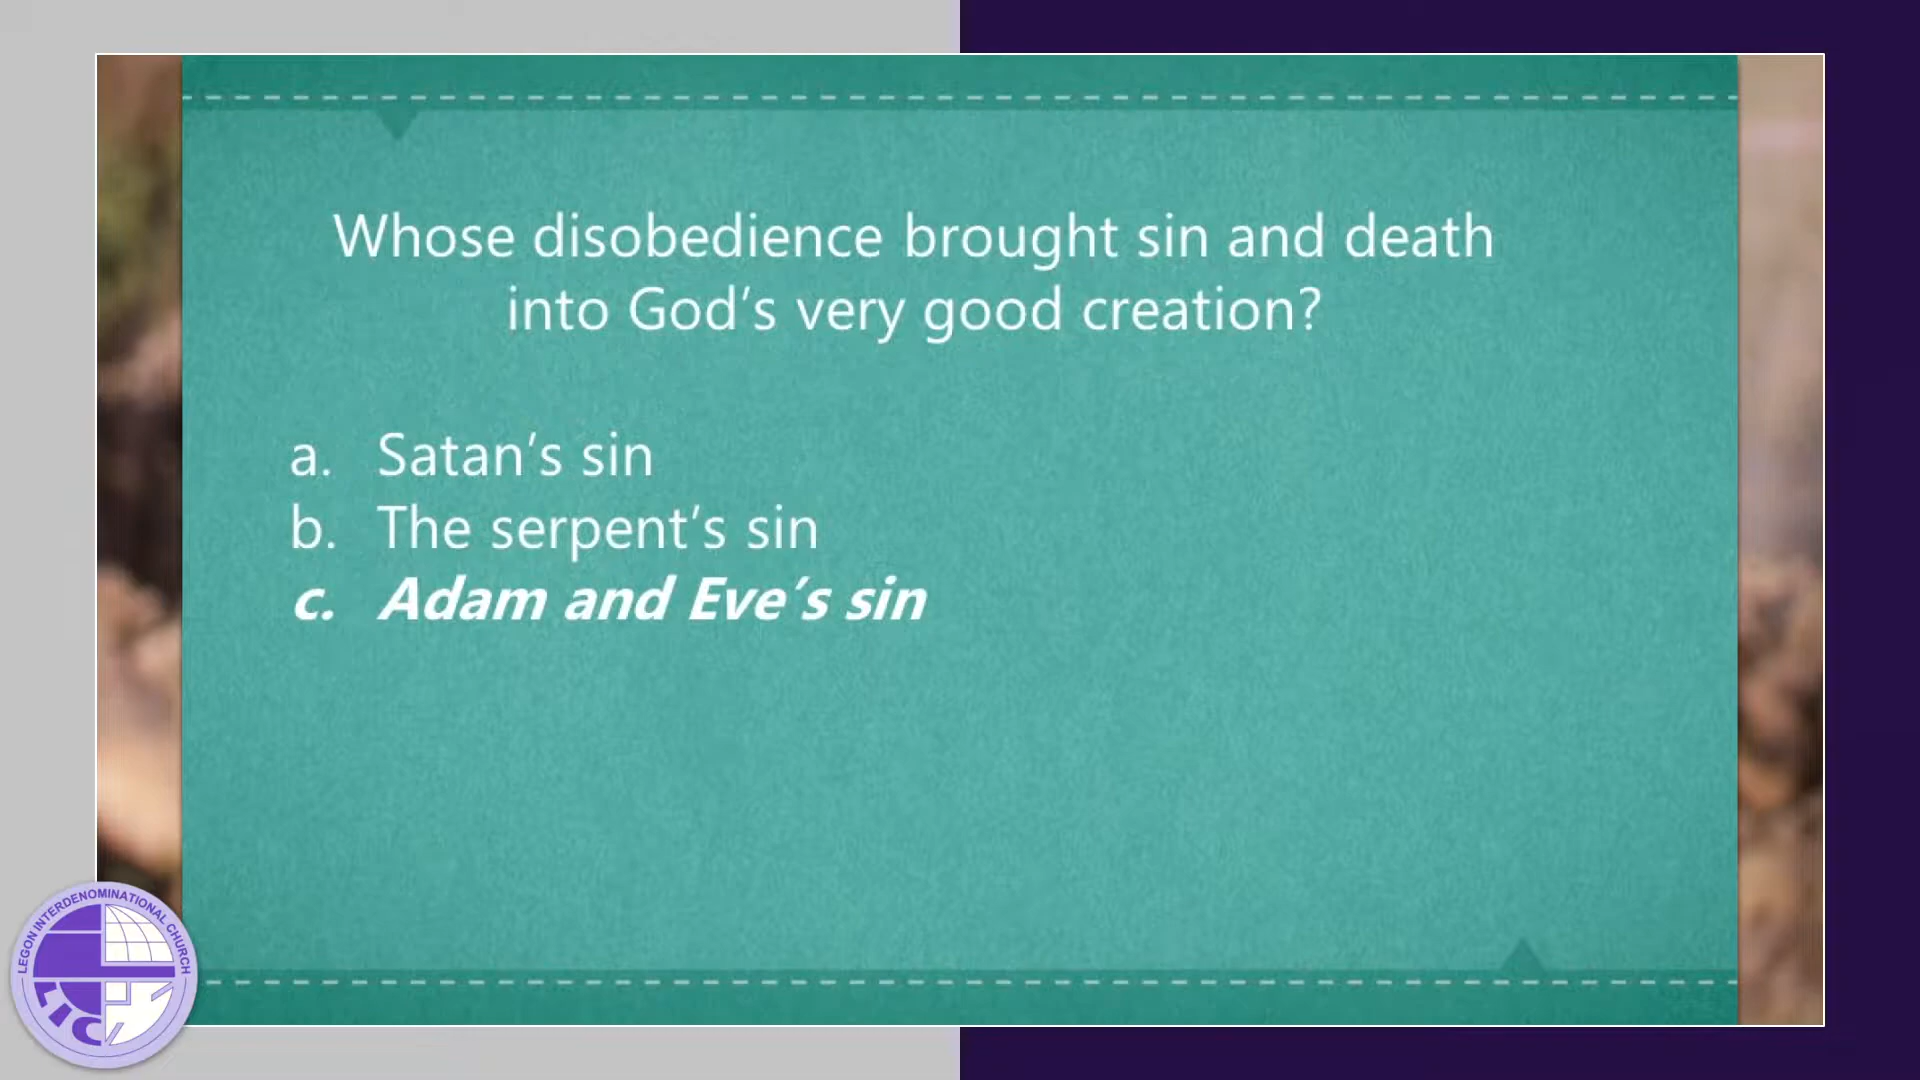 Whose disobedience brought sin and death
into God’s very good creation?
a. Satan’s sin
b. The serpent’s sin
c. Adam and Eve’s sin
LEGON INTERDENOMINATIONAL CHURCH
LIC